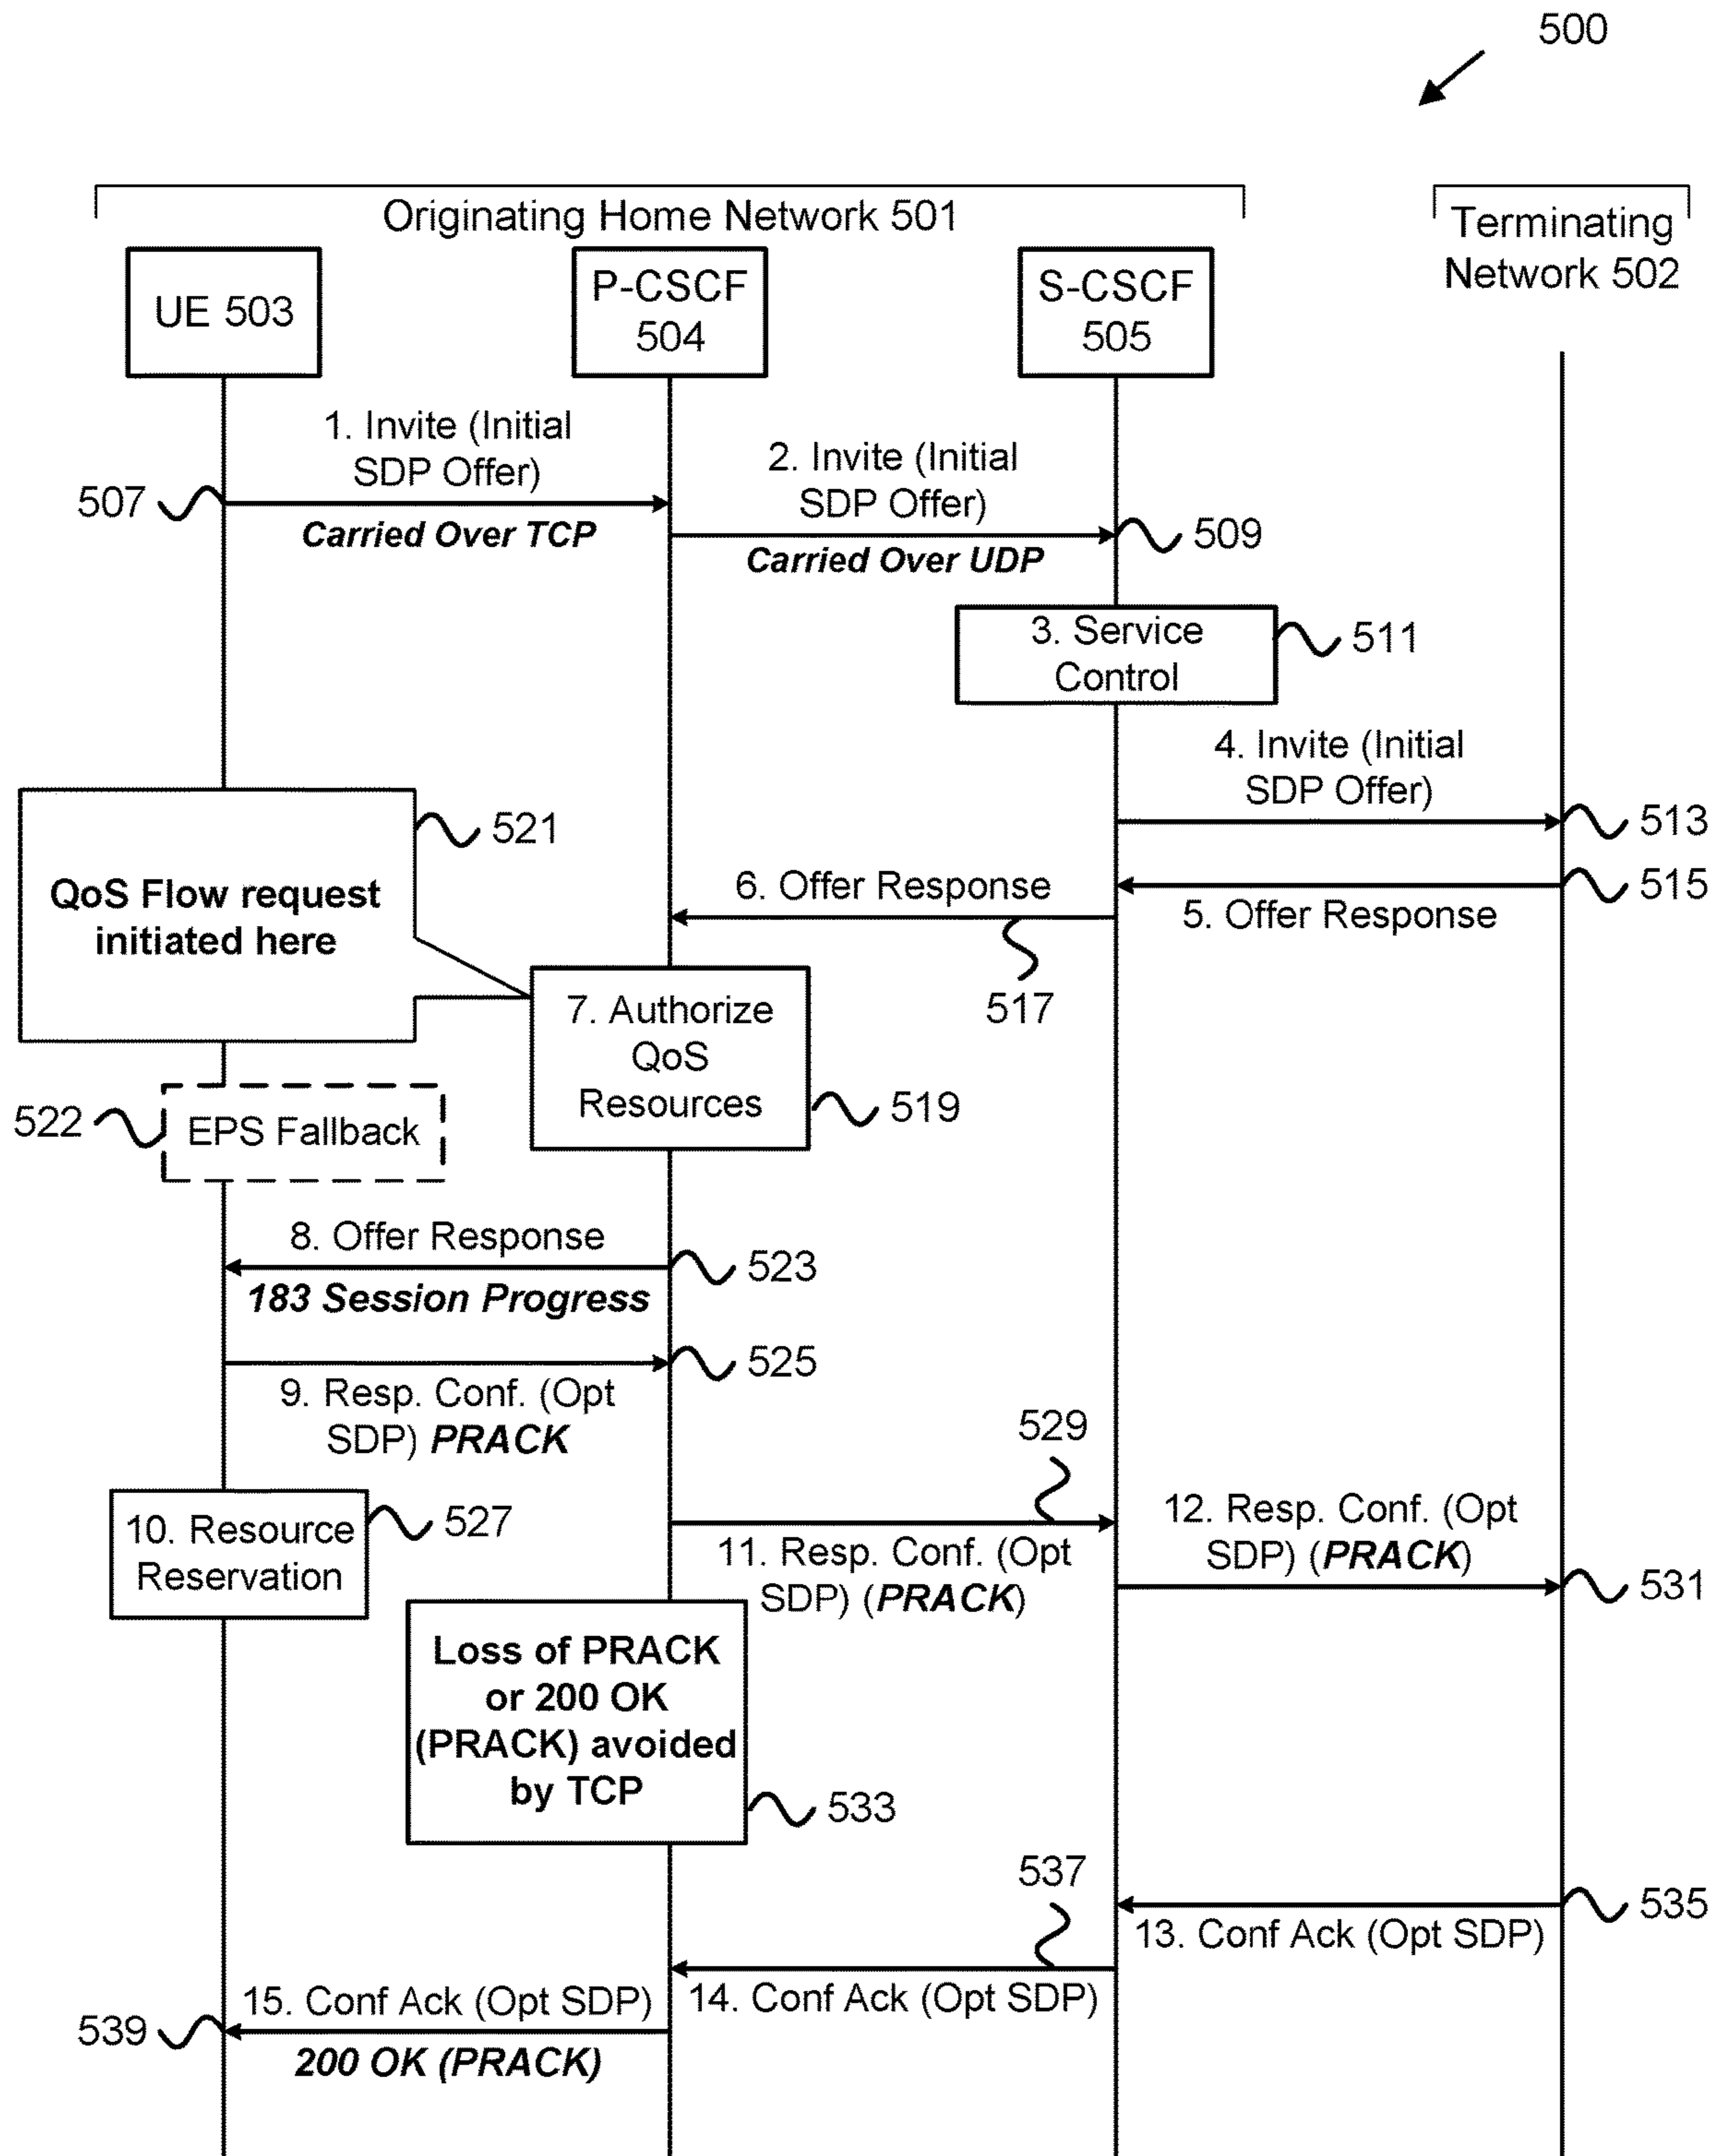 500
Originating Home Network 501
Terminating
Network 502
UE 503
P-CSCF
504
S-CSCF
505
1. Invite (Initial
SDP Offer)
507
Carried Over TCP
2. Invite (Initial
SDP Offer)
509
Carried Over UDP
3. Service
Control
511
4. Invite (Initial
SDP Offer)
513
521
QoS Flow request
initiated here
515
5. Offer Response
6. Offer Response
517
7. Authorize
QoS
Resources
519
522
EPS Fallback
8. Offer Response
523
183 Session Progress
525
9. Resp. Conf. (Opt
SDP) PRACK
10. Resource
Reservation
527
529
11. Resp. Conf. (Opt
SDP) (PRACK)
12. Resp. Conf. (Opt
SDP) (PRACK)
531
Loss of PRACK
or 200 OK
(PRACK) avoided
by TCP
533
535
13. Conf Ack (Opt SDP)
537
14. Conf Ack (Opt SDP)
15. Conf Ack (Opt SDP)
539
200 OK (PRACK)